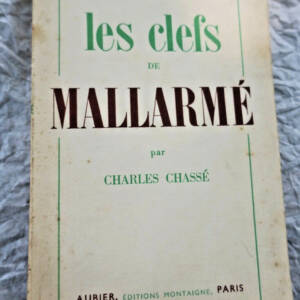 les clefs
DE
MALLARMÉ
par
CHARLES CHASSÉ
AUBIER, ÉDITIONS MONTAIGNE, PARIS